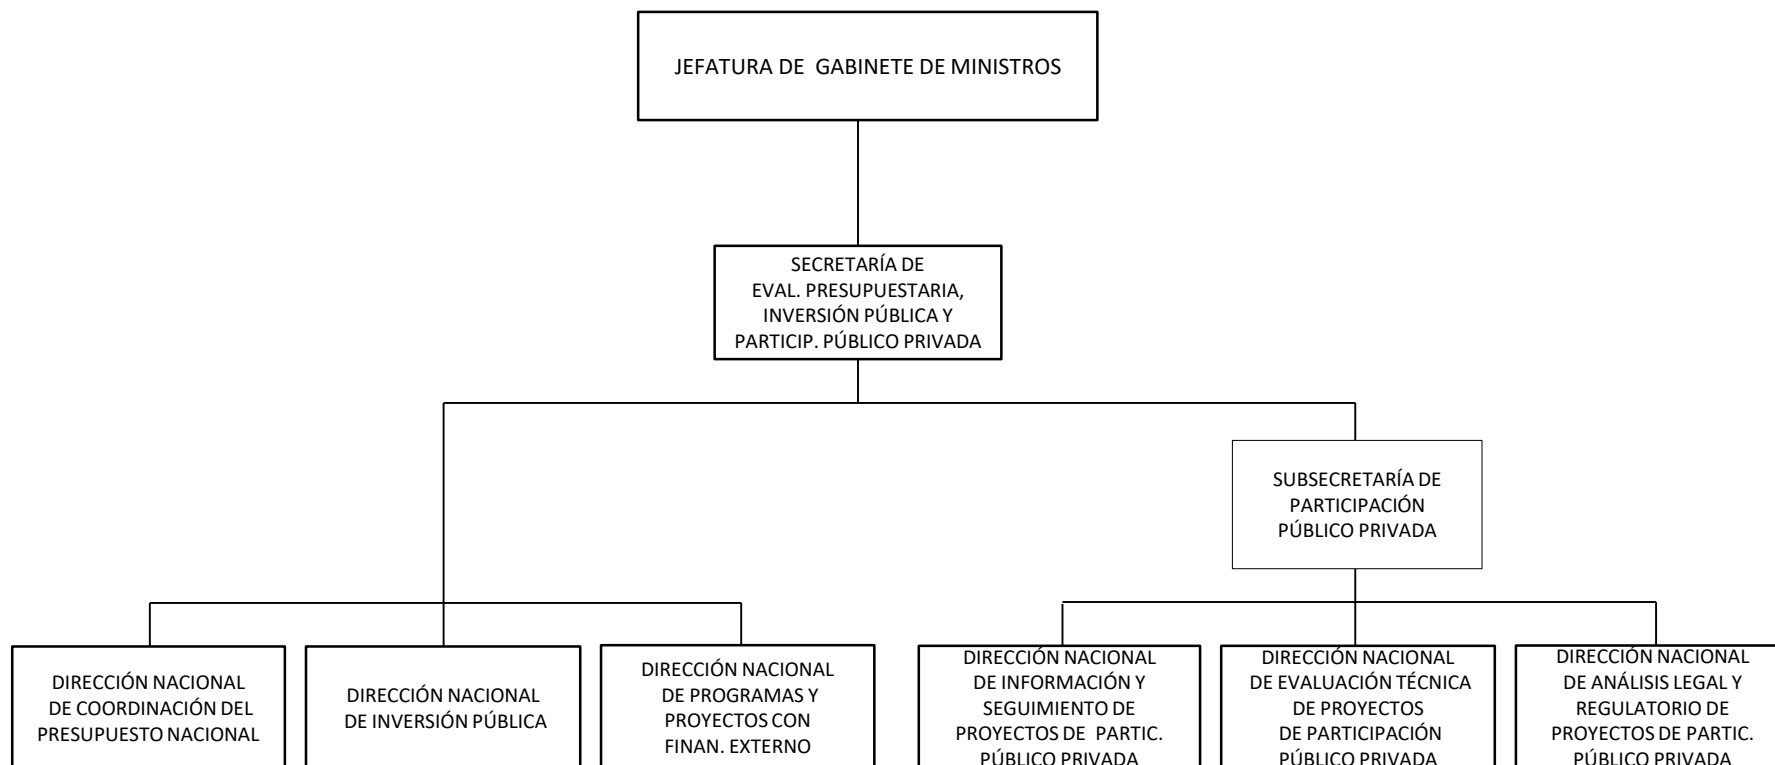 JEFATURA DE GABINETE DE MINISTROS
SECRETARÍA DE
EVAL. PRESUPUESTARIA,
INVERSIÓN PÚBLICA Y
PARTICIP. PÚBLICO PRIVADA
SUBSECRETARÍA DE
PARTICIPACIÓN
PÚBLICO PRIVADA
DIRECCIÓN NACIONAL
DE COORDINACIÓN DEL
PRESUPUESTO NACIONAL
DIRECCIÓN NACIONAL
DE INVERSIÓN PÚBLICA
DIRECCIÓN NACIONAL
DE PROGRAMAS Y
PROYECTOS CON
FINAN. EXTERNO
DIRECCIÓN NACIONAL
DE INFORMACIÓN Y
SEGUIMIENTO DE
PROYECTOS DE PARTIC.
PÚBLICO PRIVADA
DIRECCIÓN NACIONAL
DE EVALUACIÓN TÉCNICA
DE PROYECTOS
DE PARTICIPACIÓN
PÚBLICO PRIVADA
DIRECCIÓN NACIONAL
DE ANÁLISIS LEGAL Y
REGULATORIO DE
PROYECTOS DE PARTIC.
PÚBLICO PRIVADA